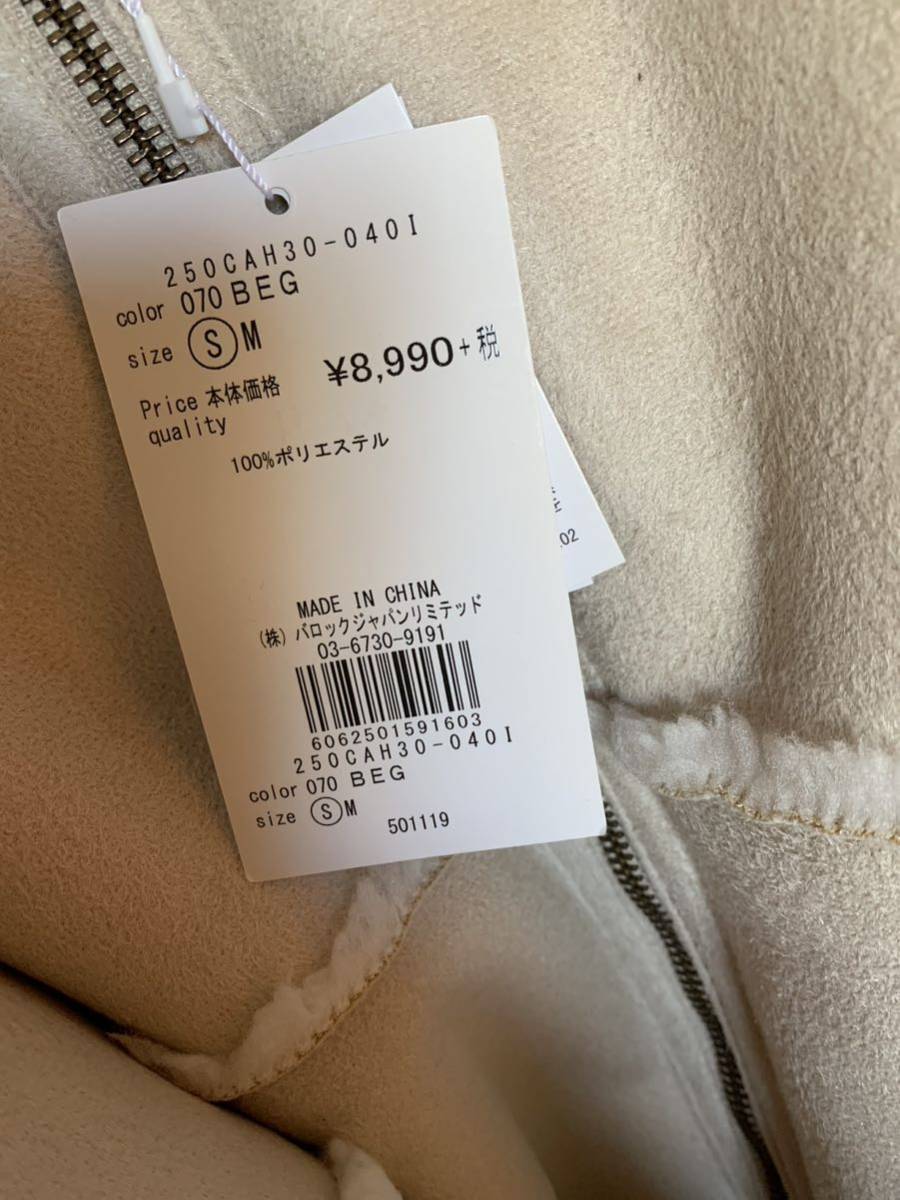 250CAH30-040I
color 070 BEG
size S M
¥8,990+税
Price 本体価格
quality
100%ポリエステル
MADE IN CHINA
(株) バロックジャパンリミテッド
03-6730-9191
6062501591603
250CAH30-040I
color 070 BEG
size S M
501119
02